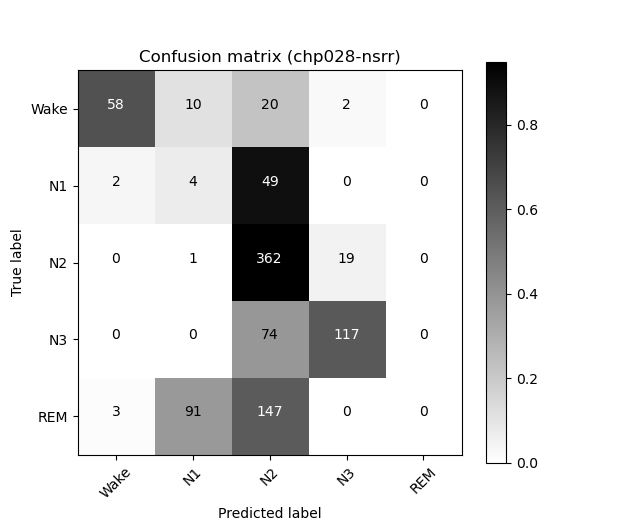 Confusion matrix (chp028-nsrr)
True label
Wake 58 10 20 2 0
N1 2 4 49 0 0
N2 0 1 362 19 0
N3 0 0 74 117 0
REM 3 91 147 0 0
Wake N1 N2 N3 REM
Predicted label
0.8
0.6
0.4
0.2
0.0